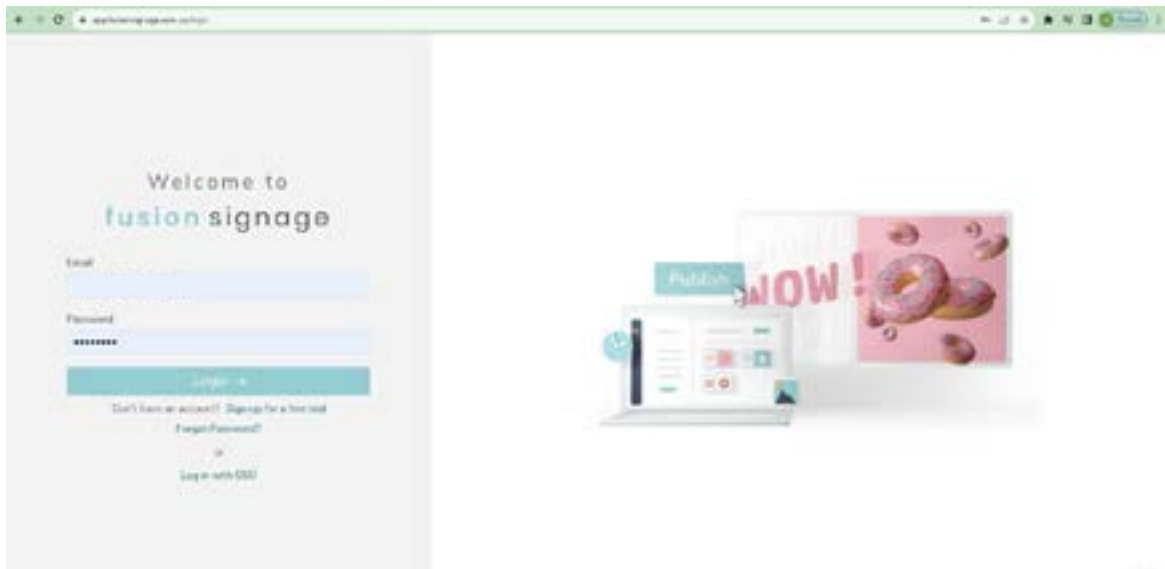 Welcome to
fusion signage
Email
Password
Login →
Don't have an account? Sign up for a free trial
Forgot Password?
or
Log in with SSO
Publish
WOW!